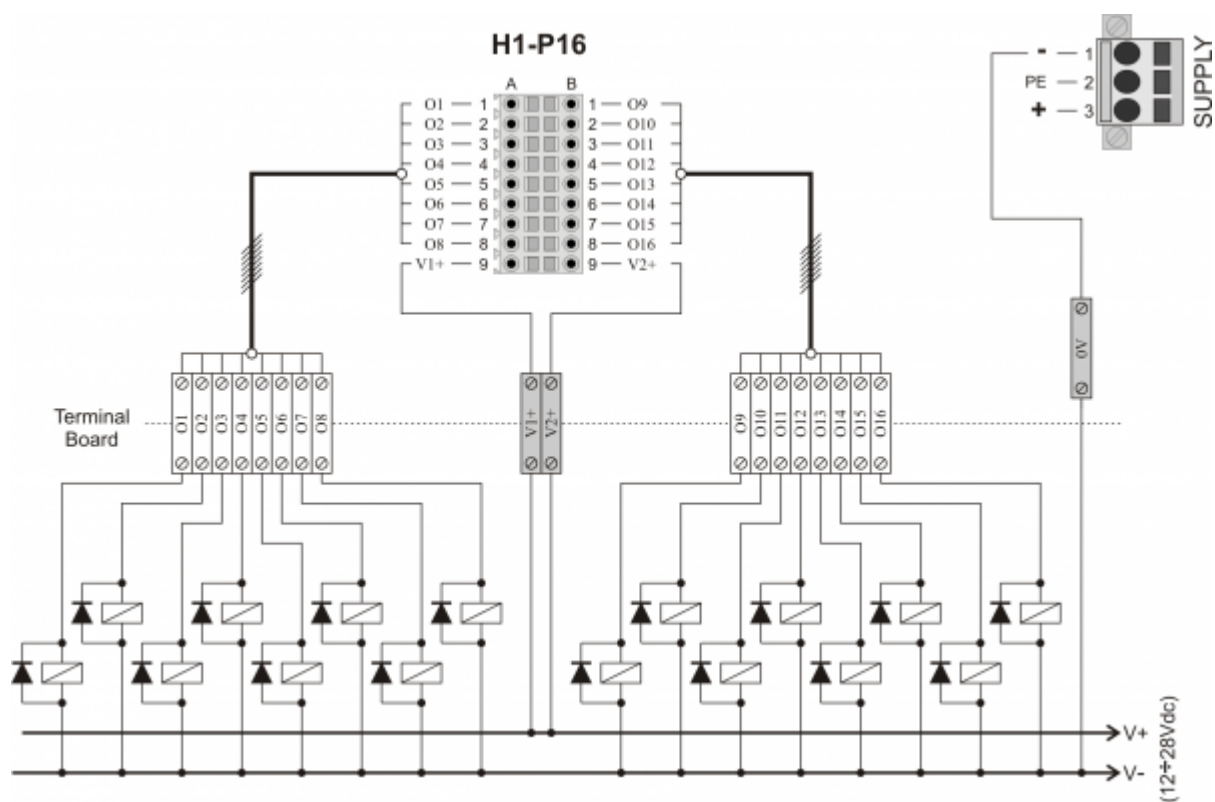 H1-P16
A B
O1 1 1 O9
O2 2 2 O10
O3 3 3 O11
O4 4 4 O12
O5 5 5 O13
O6 6 6 O14
O7 7 7 O15
O8 8 8 O16
V1+ 9 9 V2+
- 1
PE 2
+ 3
SUPPLY
0V
Terminal
Board
O1 O2 O3 O4 O5 O6 O7 O8
V1+ V2+
O9 O10 O11 O12 O13 O14 O15 O16
V+
V-
(12÷28Vdc)